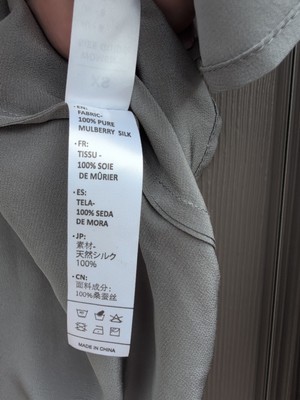 ·EN:
FABRIC-
100% PURE
MULBERRY SILK
·FR:
TISSU -
100% SOIE
DE MÛRIER
·ES:
TELA-
100% SEDA
DE MORA
·JP:
素材-
天然シルク
100%
·CN:
面料成分：
100%桑蚕丝
MADE IN CHINA